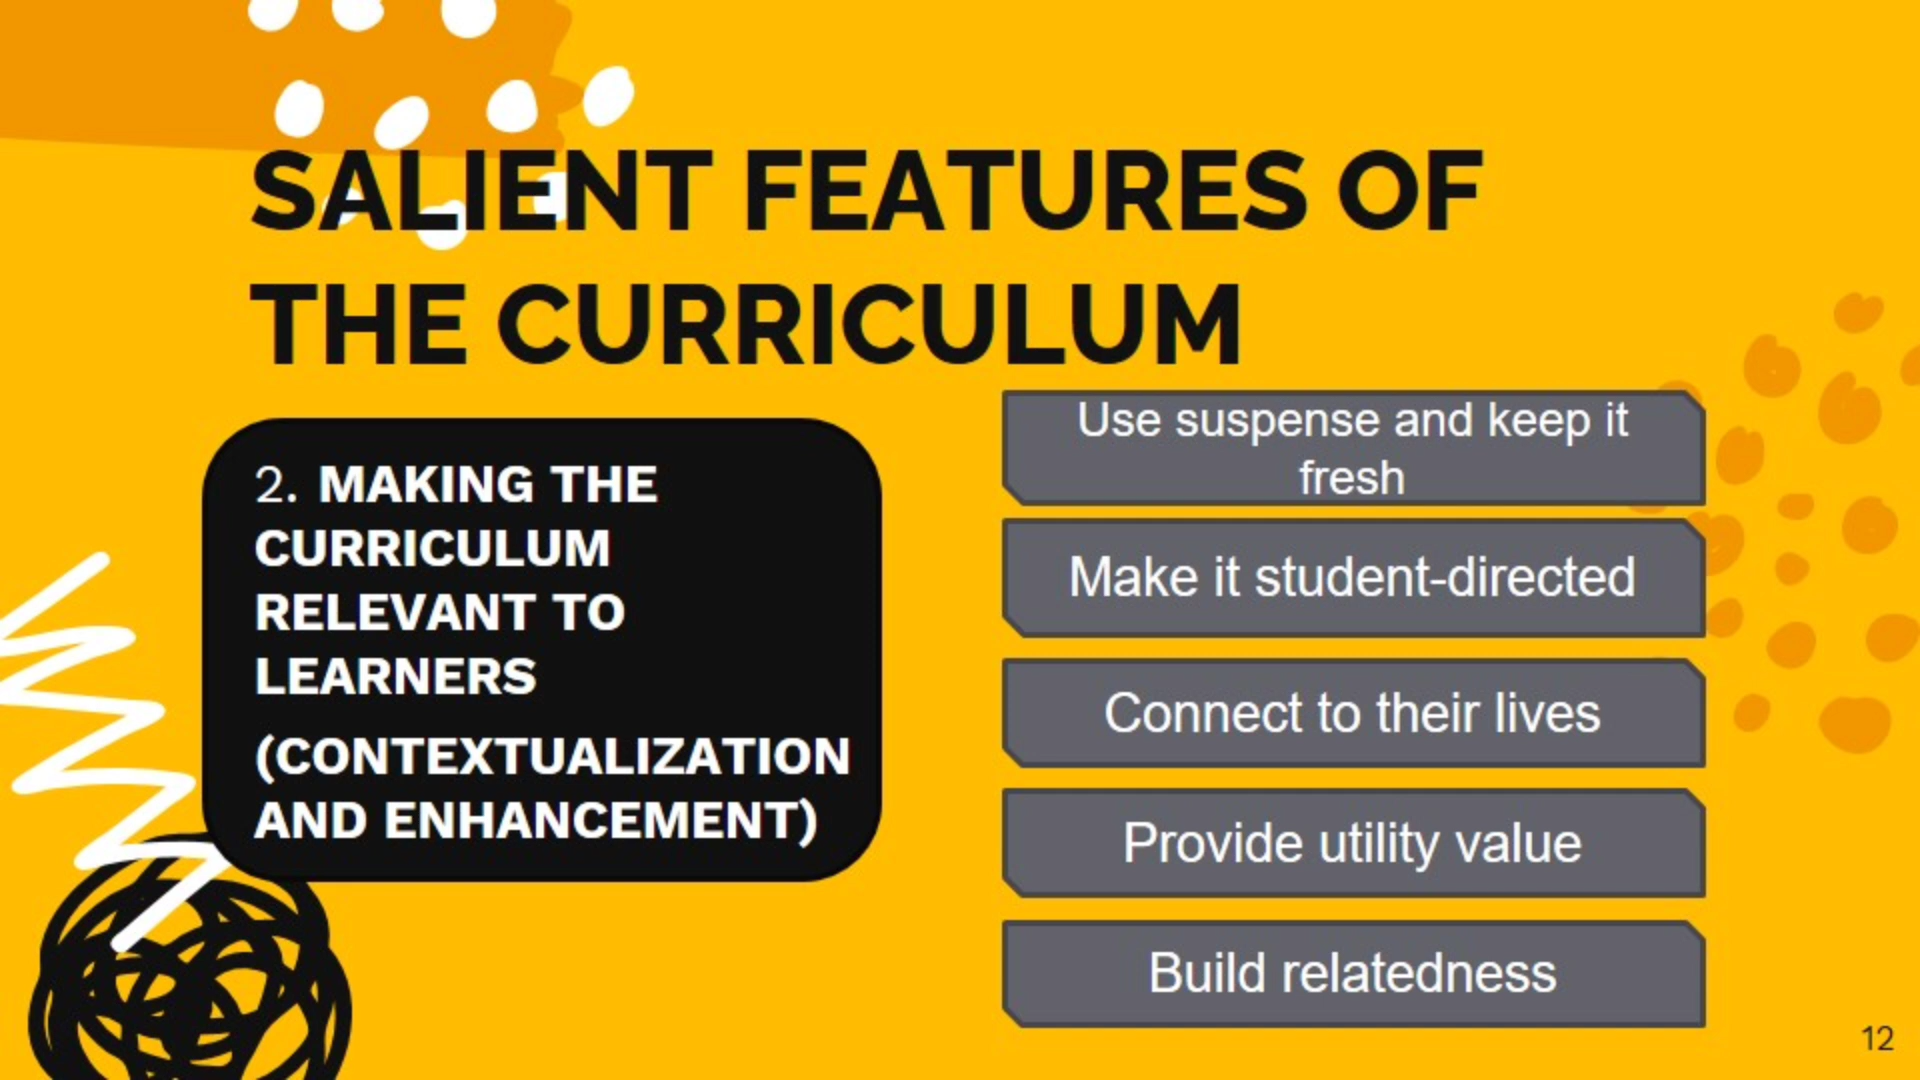 SALIENT FEATURES OF
THE CURRICULUM
2. MAKING THE
CURRICULUM
RELEVANT TO
LEARNERS
(CONTEXTUALIZATION
AND ENHANCEMENT)
Use suspense and keep it
fresh
Make it student-directed
Connect to their lives
Provide utility value
Build relatedness
12